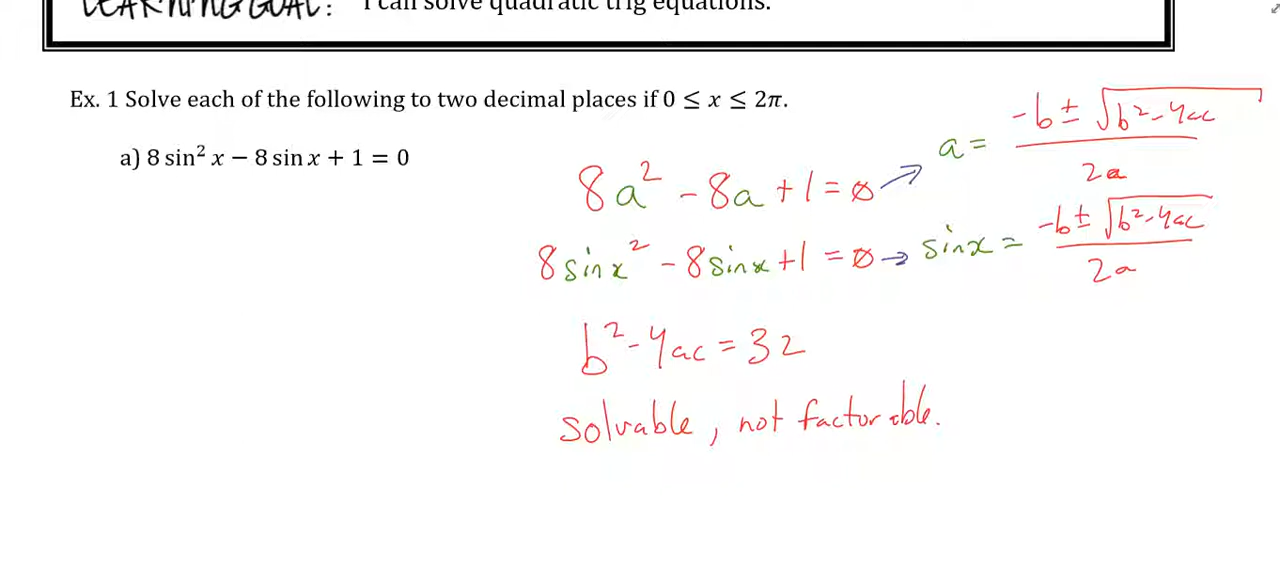 LEARNING GOAL: I can solve quadratic trig equations.
Ex. 1 Solve each of the following to two decimal places if 0 ≤ x ≤ 2π.
a) 8 sin² x − 8 sin x + 1 = 0
8a² - 8a + 1 = 0 → a = (-b ± √(b² - 4ac)) / 2a
8 sin x² - 8 sin x + 1 = 0 → sin x = (-b ± √(b² - 4ac)) / 2a
b² - 4ac = 32
solvable, not factorable.